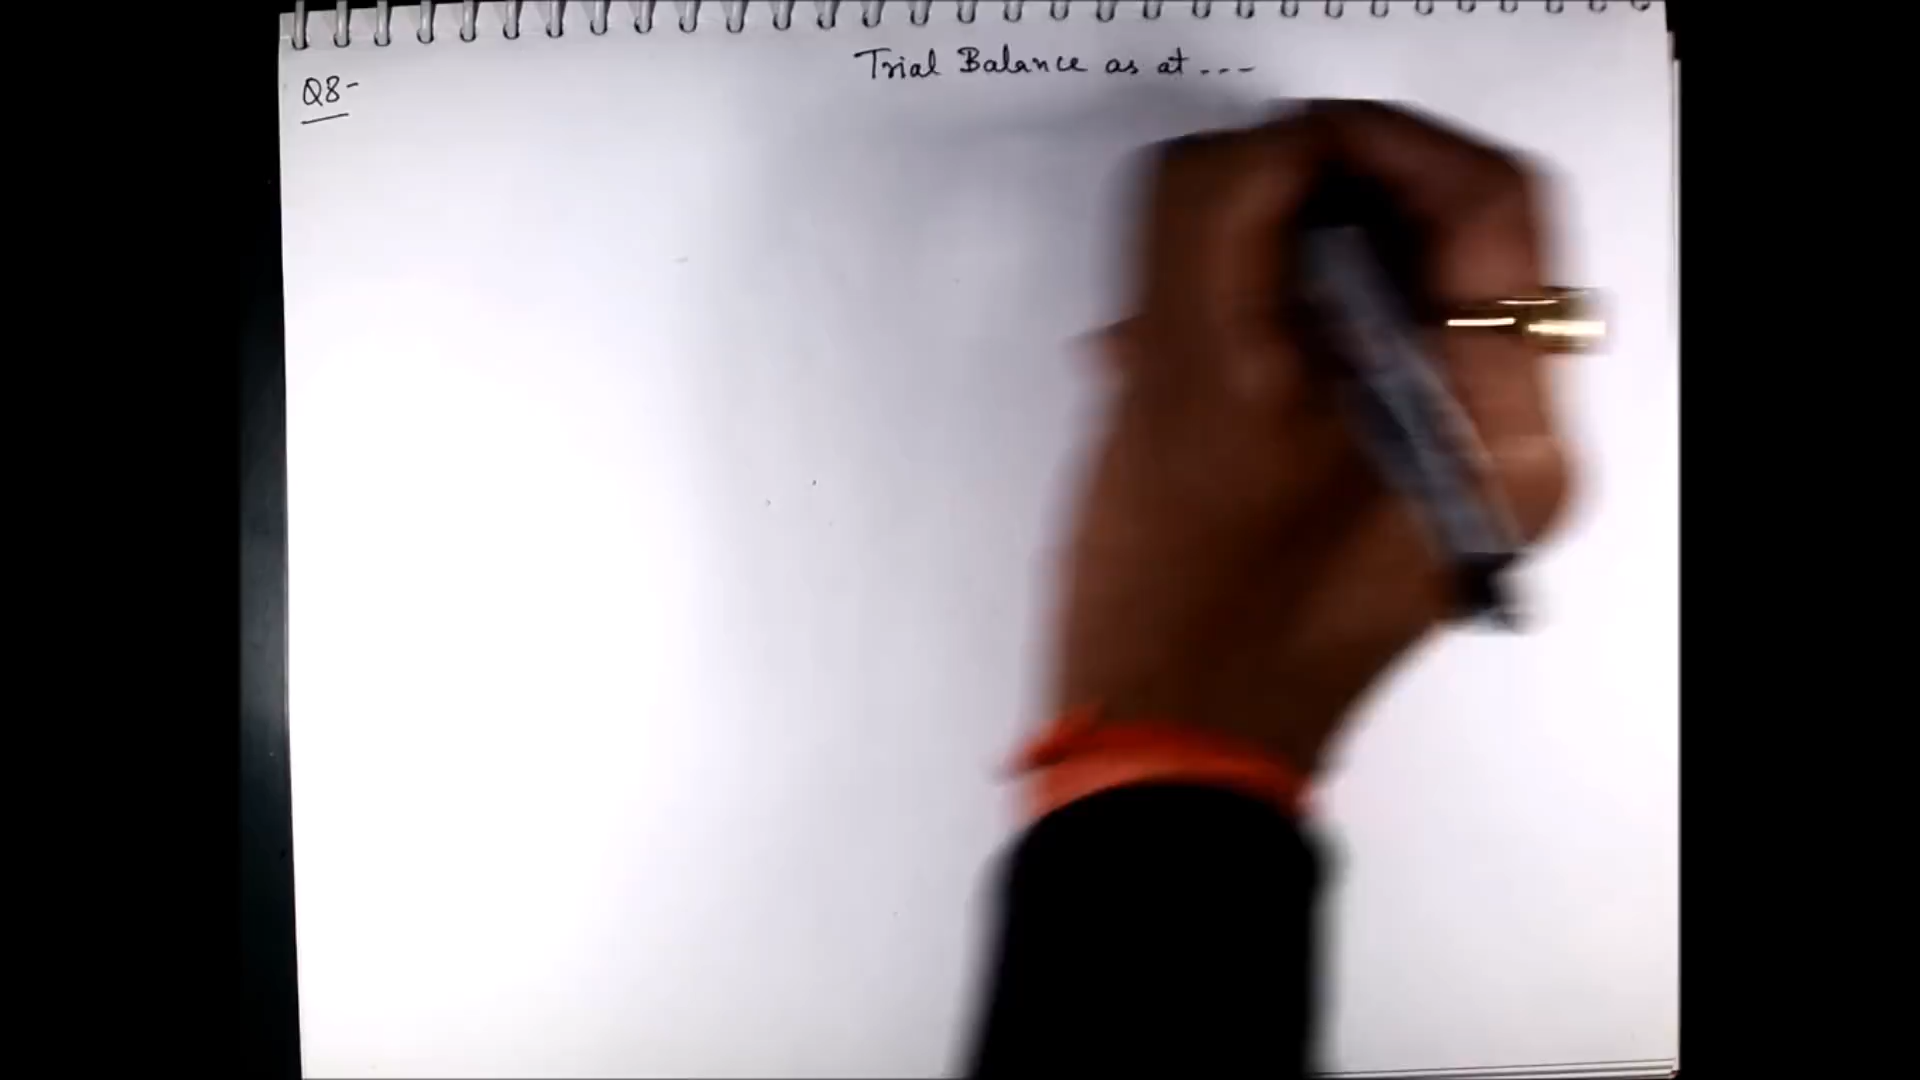 Trial Balance as at ---
Q8-